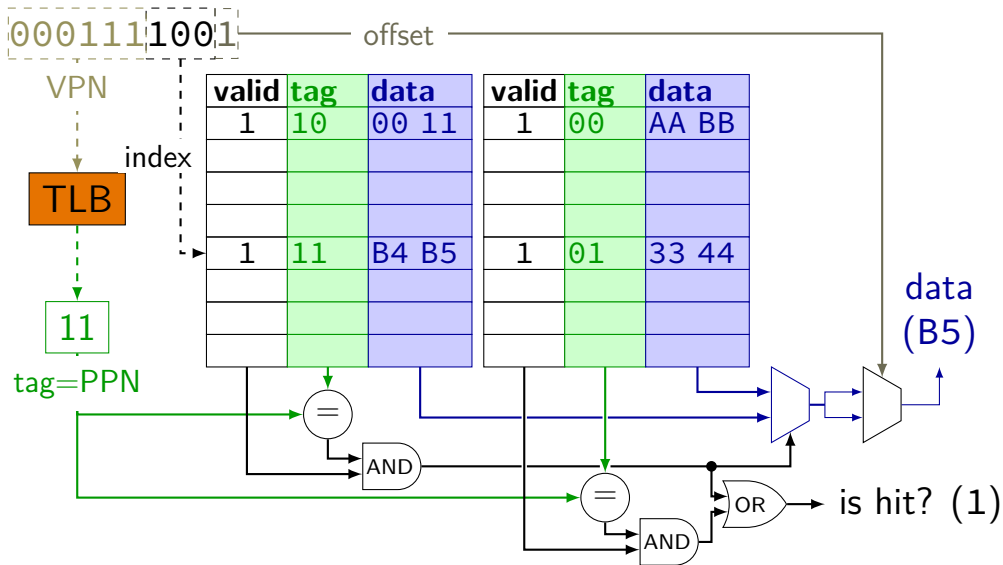 0001111001
offset
VPN
index
TLB
11
tag=PPN
valid tag data
1 10 00 11
1 11 B4 B5
valid tag data
1 00 AA BB
1 01 33 44
=
AND
=
AND
OR
data
(B5)
is hit? (1)